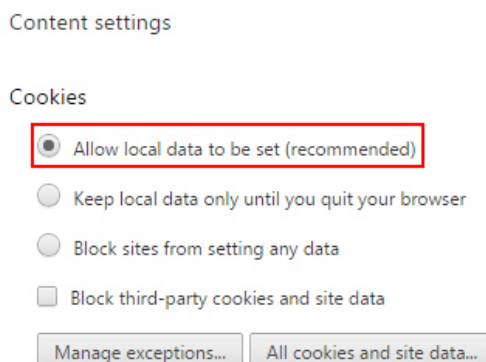 Content settings
Cookies
Allow local data to be set (recommended)
Keep local data only until you quit your browser
Block sites from setting any data
Block third-party cookies and site data
Manage exceptions... All cookies and site data...